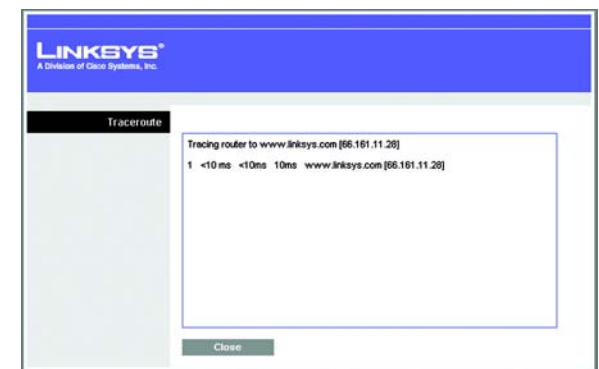 LINKSYS®
A Division of Cisco Systems, Inc.
Traceroute
Tracing router to www.linksys.com [66.161.11.28]
1 <10 ms <10ms 10ms www.linksys.com [66.161.11.28]
Close